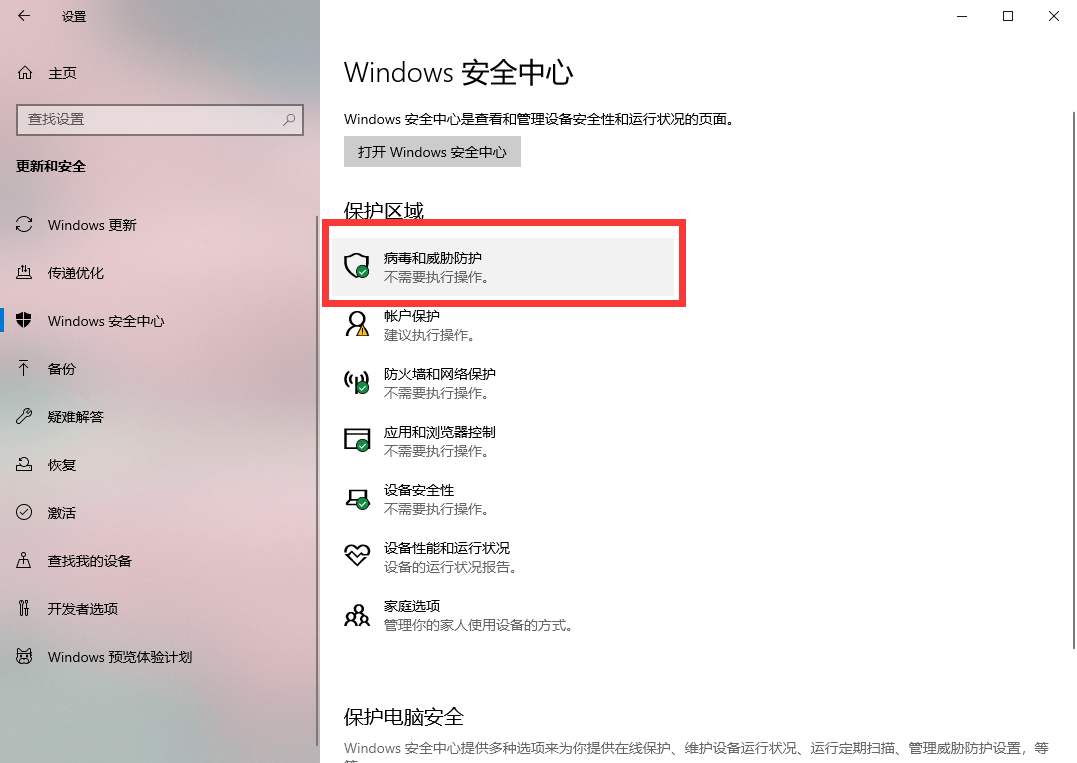 设置
主页
查找设置
更新和安全
Windows 更新
传递优化
Windows 安全中心
备份
疑难解答
恢复
激活
查找我的设备
开发者选项
Windows 预览体验计划
Windows 安全中心
Windows 安全中心是查看和管理设备安全性和运行状况的页面。
打开 Windows 安全中心
保护区域
病毒和威胁防护
不需要执行操作。
帐户保护
建议执行操作。
防火墙和网络保护
不需要执行操作。
应用和浏览器控制
不需要执行操作。
设备安全性
不需要执行操作。
设备性能和运行状况
设备的运行状况报告。
家庭选项
管理你的家人使用设备的方式。
保护电脑安全
Windows 安全中心提供多种选项来为你提供在线保护、维护设备运行状况、运行定期扫描、管理威胁防护设置，等